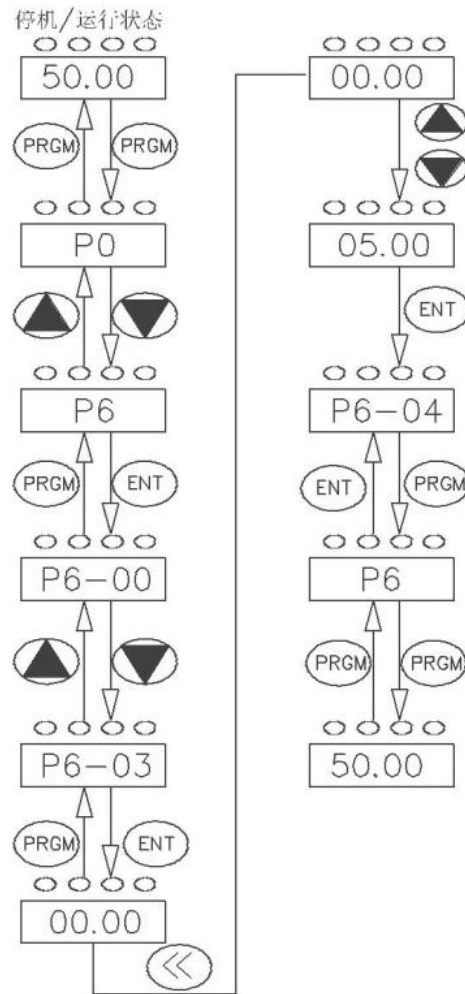 停机/运行状态
50.00
PRGM PRGM
P0
P6
PRGM ENT
P6-00
P6-03
PRGM ENT
00.00
00.00
05.00
ENT
P6-04
ENT PRGM
P6
PRGM PRGM
50.00